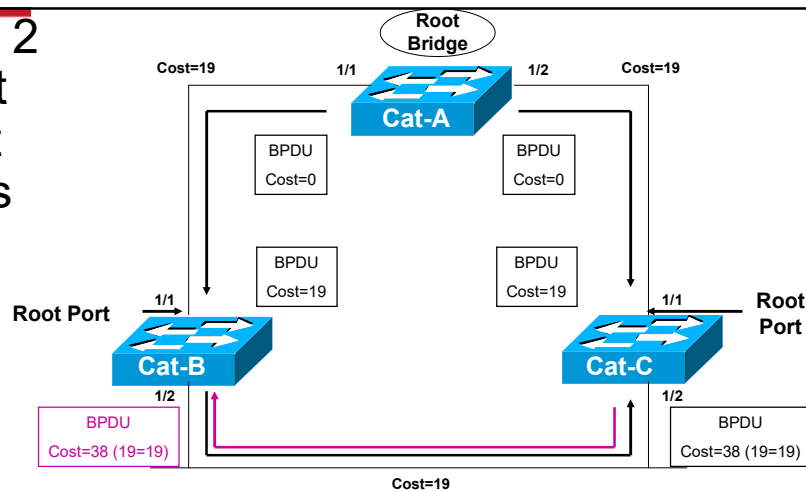 2
t
t
s
Root
Bridge
Cost=19
1/1
1/2
Cost=19
Cat-A
BPDU
Cost=0
BPDU
Cost=0
BPDU
Cost=19
BPDU
Cost=19
Root Port
1/1
1/1
Root
Port
Cat-B
Cat-C
1/2
1/2
BPDU
Cost=38 (19=19)
BPDU
Cost=38 (19=19)
Cost=19